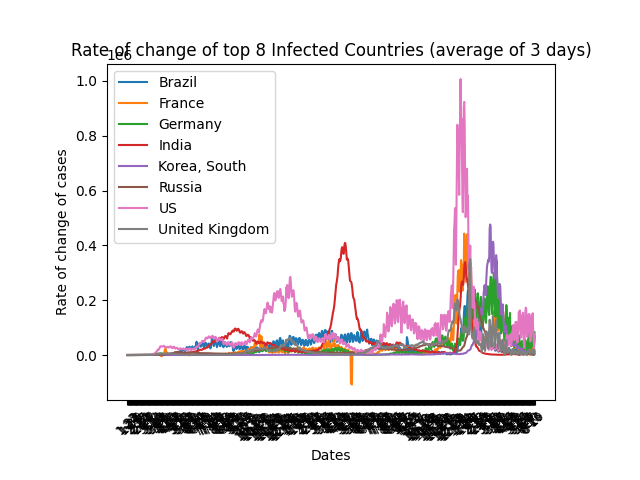 Rate of change of top 8 Infected Countries (average of 3 days)
1e6
Brazil
France
Germany
India
Korea, South
Russia
US
United Kingdom
1.0
0.8
0.6
0.4
0.2
0.0
Rate of change of cases
Dates